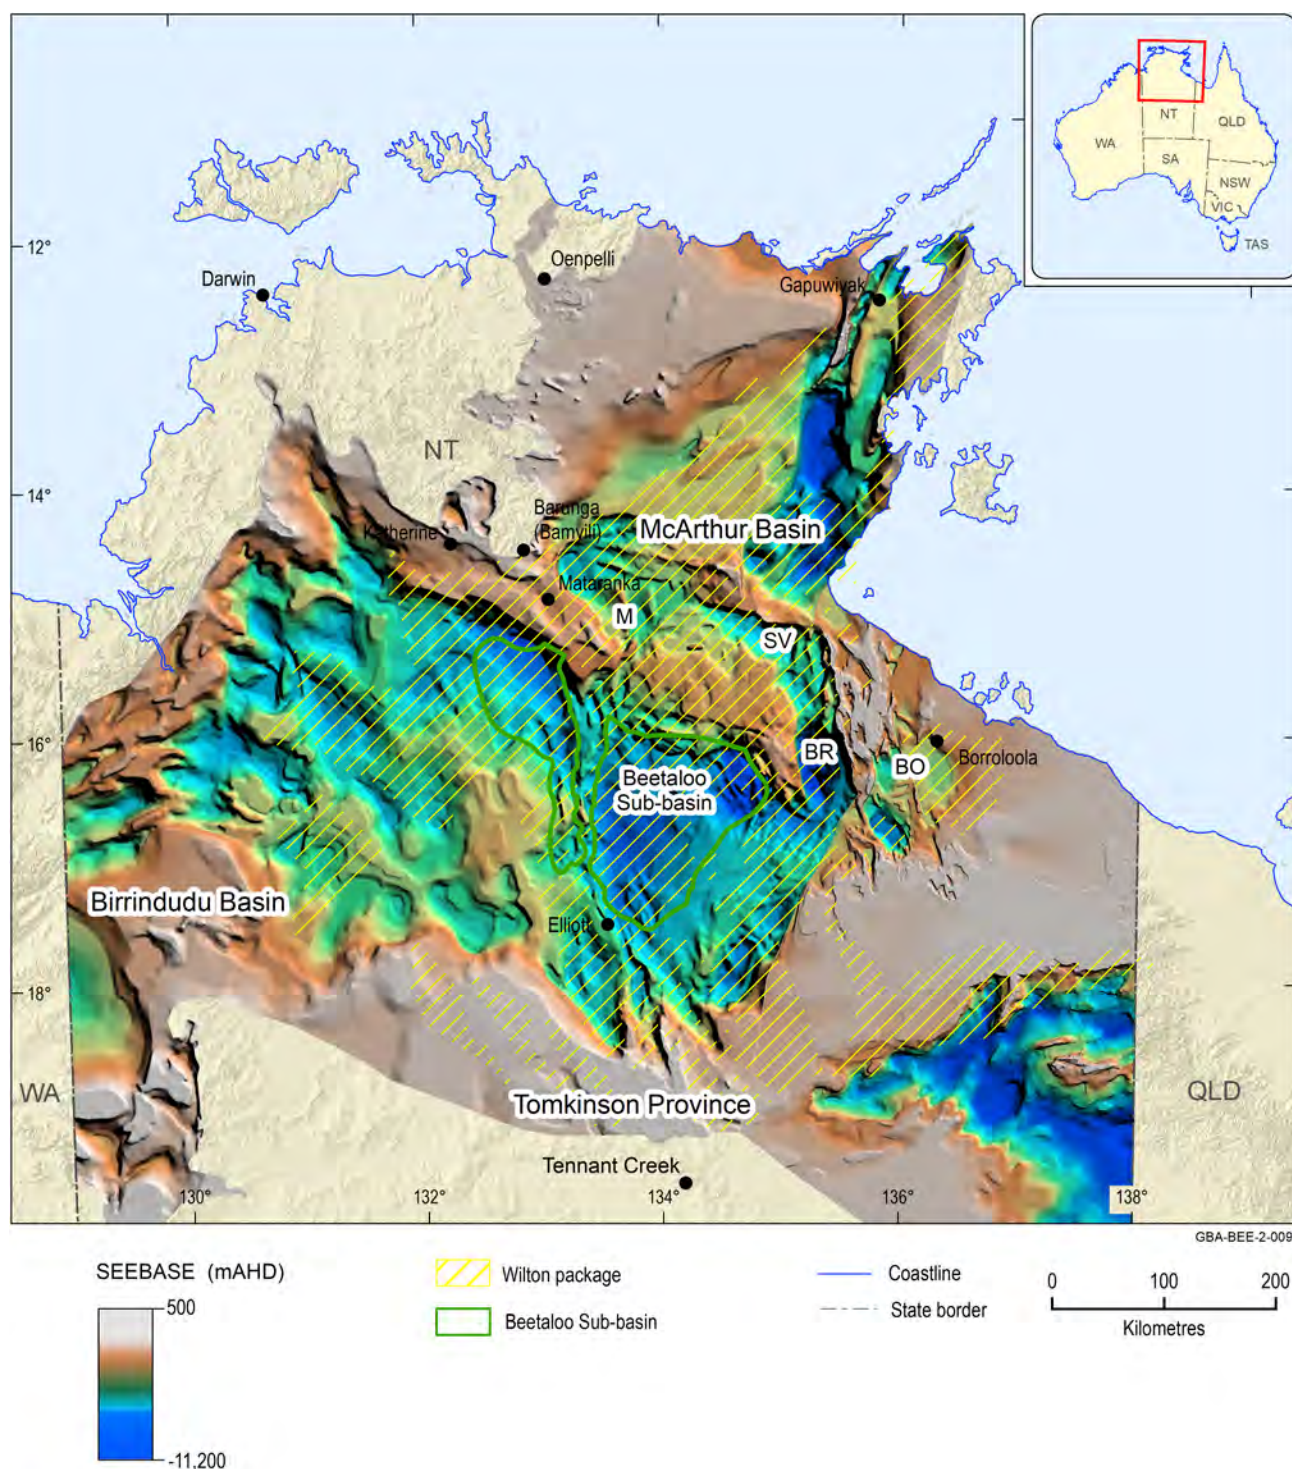 NT
QLD
WA
SA
NSW
VIC
TAS
12°
Oenpelli
Darwin
Gapuwiyak
NT
14°
Barunga
(Bamyili)
Katherine
McArthur Basin
Mataranka
M
SV
16°
BR
BO
Borroloola
Beetaloo
Sub-basin
Birrindudu Basin
Elliott
18°
WA
QLD
Tomkinson Province
Tennant Creek
130°
132°
134°
136°
138°
GBA-BEE-2-009
SEEBASE (mAHD)
500
-11,200
Wilton package
Beetaloo Sub-basin
Coastline
State border
0
100
200
Kilometres